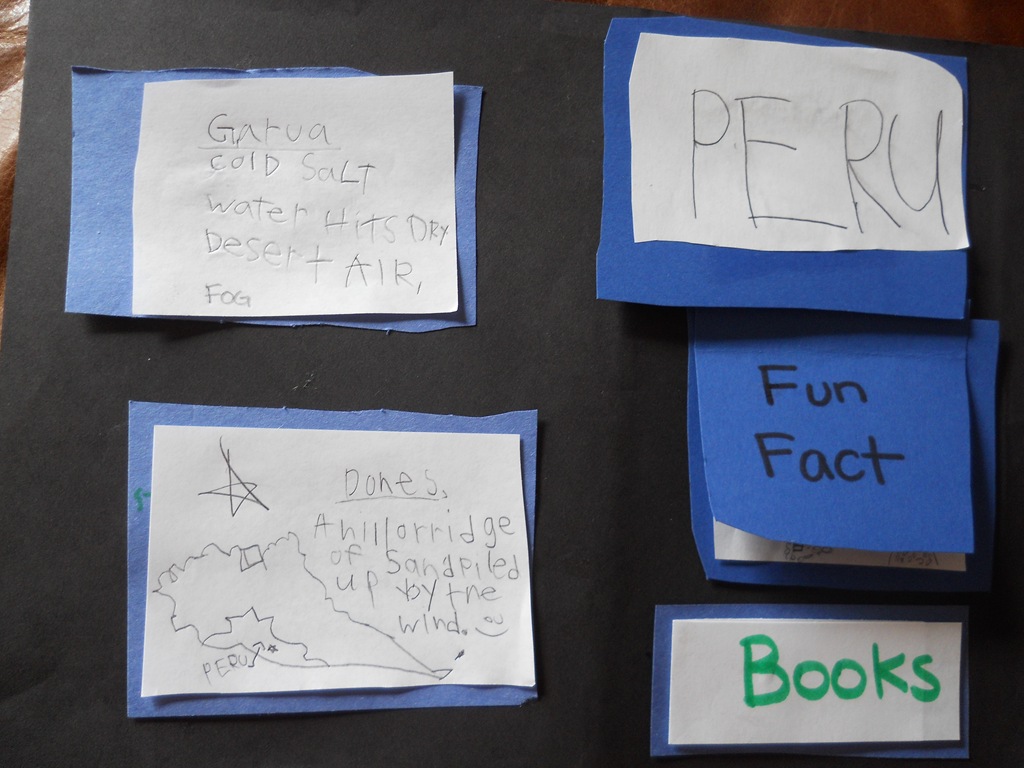 Garua
COLD SaLT
water HITS DRY
Desert AIR,
FOG
PERU
Fun
Fact
Dones.
A hill or ridge
of Sand piled
up by the
wind.
PERU
Books